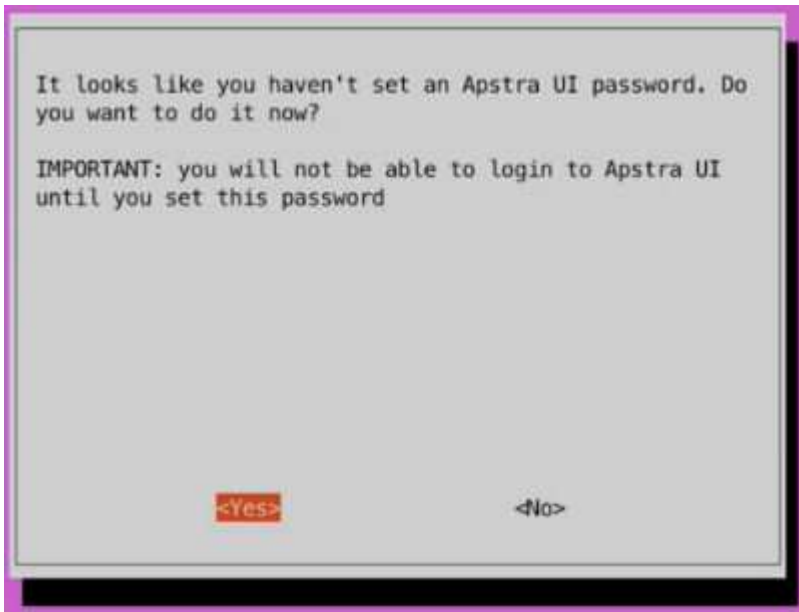 It looks like you haven't set an Apstra UI password. Do
you want to do it now?
IMPORTANT: you will not be able to login to Apstra UI
until you set this password
<Yes>
<No>